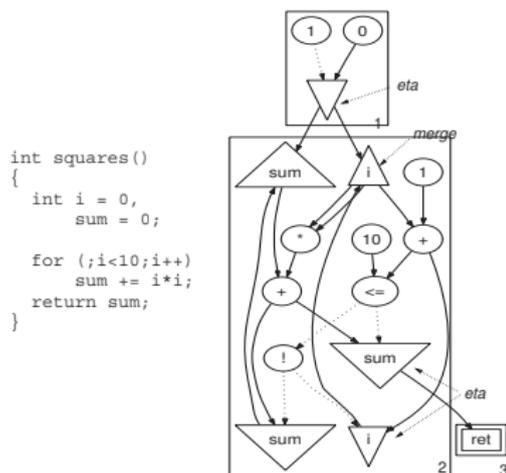 1 0
eta
1
merge
int squares()
{
int i = 0,
sum = 0;
for (;i<10;i++)
sum += i*i;
return sum;
}
sum i 1
* 10 +
+ <=
! sum
eta
sum i
ret
2 3